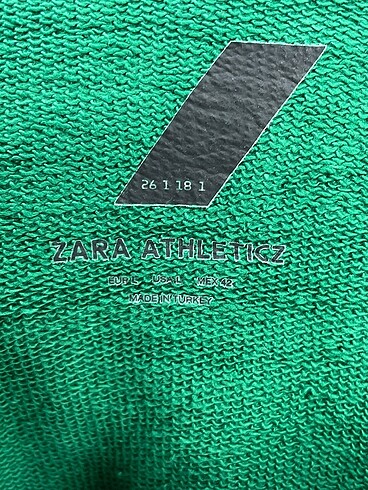 26 1 18 1
ZARA ATHLETICZ
EUR L USA L MEX 42
MADE IN TURKEY